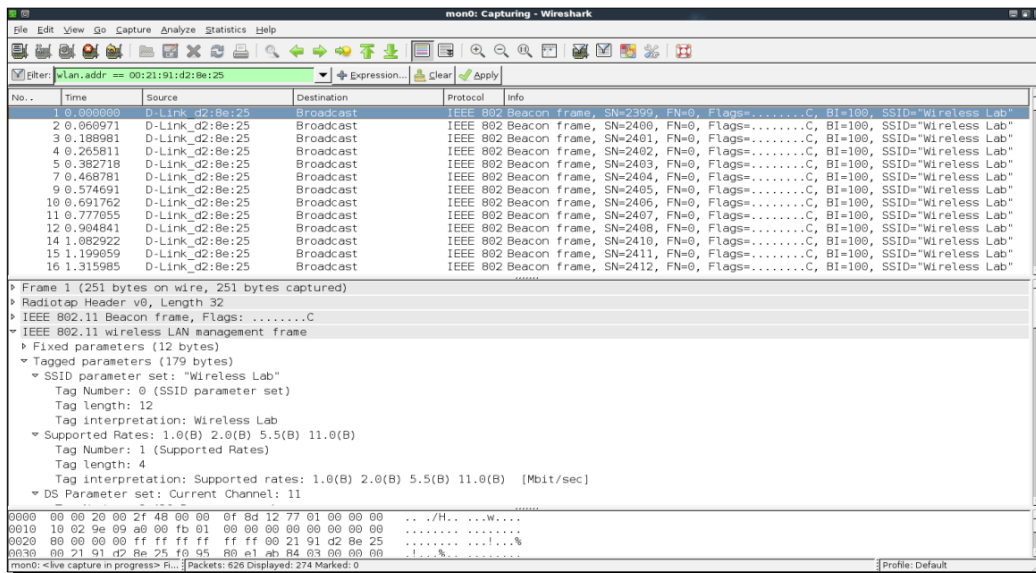 mon0: Capturing - Wireshark
File Edit View Go Capture Analyze Statistics Help
Filter: wlan.addr == 00:21:91:d2:8e:25 Expression... Clear Apply
No.. Time Source Destination Protocol Info
1 0.000000 D-Link_d2:8e:25 Broadcast IEEE 802 Beacon frame, SN=2399, FN=0, Flags=........C, BI=100, SSID="Wireless Lab"
2 0.060971 D-Link_d2:8e:25 Broadcast IEEE 802 Beacon frame, SN=2400, FN=0, Flags=........C, BI=100, SSID="Wireless Lab"
3 0.188981 D-Link_d2:8e:25 Broadcast IEEE 802 Beacon frame, SN=2401, FN=0, Flags=........C, BI=100, SSID="Wireless Lab"
4 0.265811 D-Link_d2:8e:25 Broadcast IEEE 802 Beacon frame, SN=2402, FN=0, Flags=........C, BI=100, SSID="Wireless Lab"
5 0.382718 D-Link_d2:8e:25 Broadcast IEEE 802 Beacon frame, SN=2403, FN=0, Flags=........C, BI=100, SSID="Wireless Lab"
7 0.468781 D-Link_d2:8e:25 Broadcast IEEE 802 Beacon frame, SN=2404, FN=0, Flags=........C, BI=100, SSID="Wireless Lab"
9 0.574691 D-Link_d2:8e:25 Broadcast IEEE 802 Beacon frame, SN=2405, FN=0, Flags=........C, BI=100, SSID="Wireless Lab"
10 0.691762 D-Link_d2:8e:25 Broadcast IEEE 802 Beacon frame, SN=2406, FN=0, Flags=........C, BI=100, SSID="Wireless Lab"
11 0.777055 D-Link_d2:8e:25 Broadcast IEEE 802 Beacon frame, SN=2407, FN=0, Flags=........C, BI=100, SSID="Wireless Lab"
12 0.904841 D-Link_d2:8e:25 Broadcast IEEE 802 Beacon frame, SN=2408, FN=0, Flags=........C, BI=100, SSID="Wireless Lab"
14 1.082922 D-Link_d2:8e:25 Broadcast IEEE 802 Beacon frame, SN=2410, FN=0, Flags=........C, BI=100, SSID="Wireless Lab"
15 1.199059 D-Link_d2:8e:25 Broadcast IEEE 802 Beacon frame, SN=2411, FN=0, Flags=........C, BI=100, SSID="Wireless Lab"
16 1.315985 D-Link_d2:8e:25 Broadcast IEEE 802 Beacon frame, SN=2412, FN=0, Flags=........C, BI=100, SSID="Wireless Lab"
Frame 1 (251 bytes on wire, 251 bytes captured)
Radiotap Header v0, Length 32
IEEE 802.11 Beacon frame, Flags: ........C
IEEE 802.11 wireless LAN management frame
Fixed parameters (12 bytes)
Tagged parameters (179 bytes)
SSID parameter set: "Wireless Lab"
Tag Number: 0 (SSID parameter set)
Tag length: 12
Tag interpretation: Wireless Lab
Supported Rates: 1.0(B) 2.0(B) 5.5(B) 11.0(B)
Tag Number: 1 (Supported Rates)
Tag length: 4
Tag interpretation: Supported rates: 1.0(B) 2.0(B) 5.5(B) 11.0(B) [Mbit/sec]
DS Parameter set: Current Channel: 11
0000 00 00 20 00 2f 48 00 00 0f 8d 12 77 01 00 00 00 .. ./H.. ...w....
0010 10 02 9e 09 a0 00 fb 01 00 00 00 00 00 00 00 00 ........ ........
0020 80 00 00 00 ff ff ff ff ff ff 00 21 91 d2 8e 25 ........ ...!...%
0030 00 21 91 d2 8e 25 f0 95 80 e1 ab 84 03 00 00 00 .!...%.. ........
mon0: <live capture in progress> Fi... Packets: 626 Displayed: 274 Marked: 0 Profile: Default